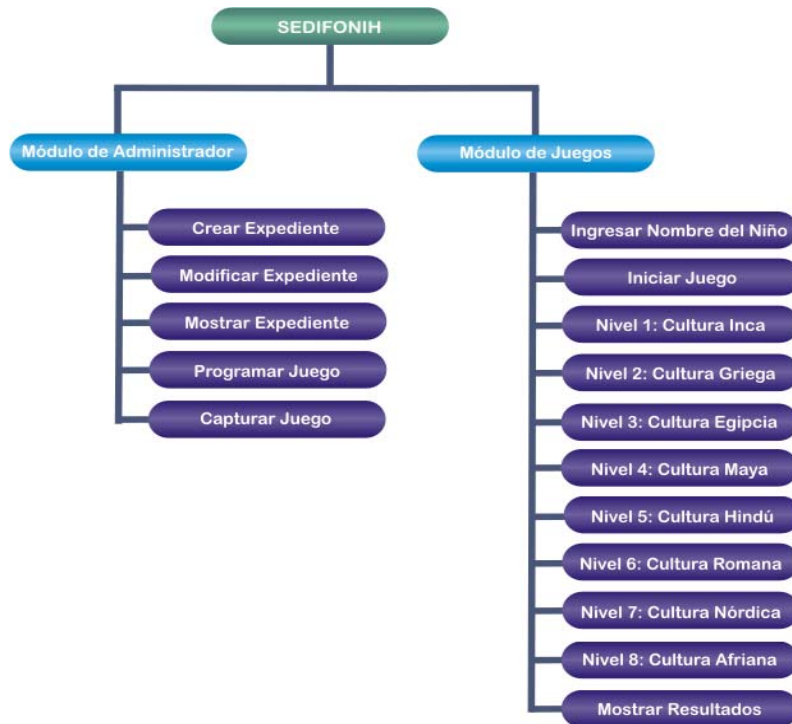 SEDIFONIH
Módulo de Administrador
Crear Expediente
Modificar Expediente
Mostrar Expediente
Programar Juego
Capturar Juego
Módulo de Juegos
Ingresar Nombre del Niño
Iniciar Juego
Nivel 1: Cultura Inca
Nivel 2: Cultura Griega
Nivel 3: Cultura Egipcia
Nivel 4: Cultura Maya
Nivel 5: Cultura Hindú
Nivel 6: Cultura Romana
Nivel 7: Cultura Nórdica
Nivel 8: Cultura Afriana
Mostrar Resultados